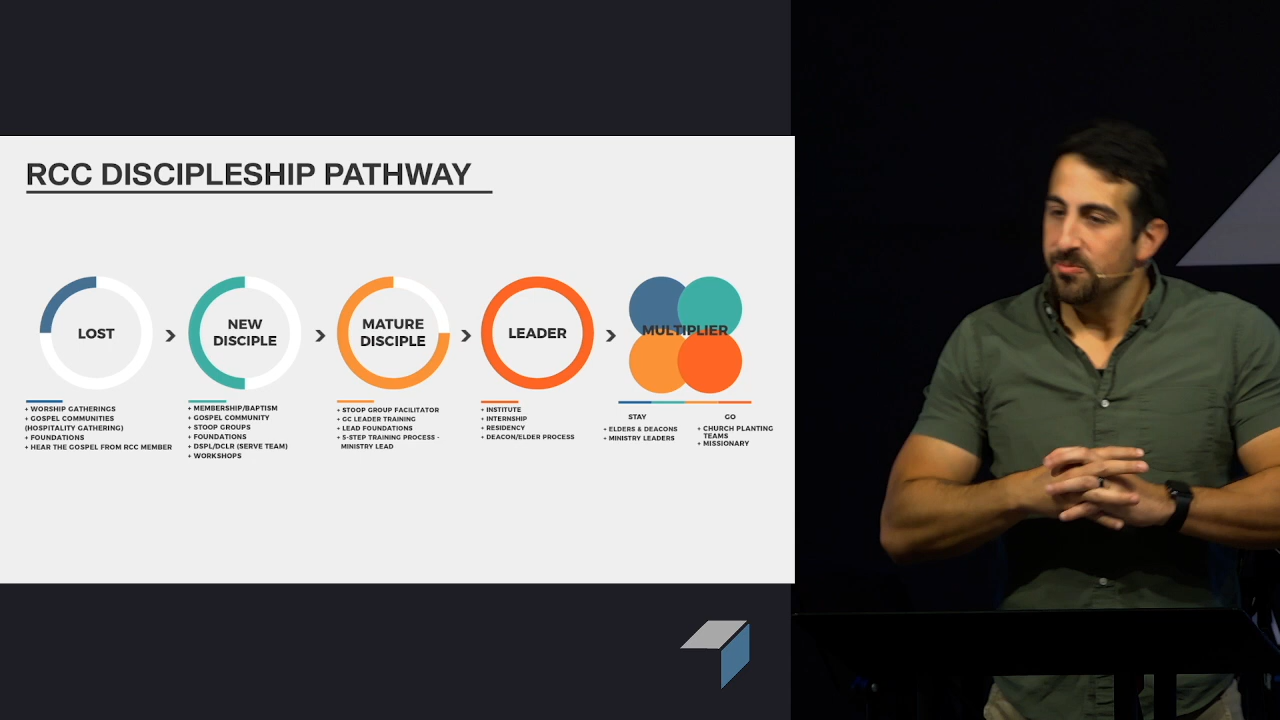 RCC DISCIPLESHIP PATHWAY
LOST
+ WORSHIP GATHERINGS
+ GOSPEL COMMUNITIES
(HOSPITALITY GATHERING)
+ FOUNDATIONS
+ HEAR THE GOSPEL FROM RCC MEMBER
NEW
DISCIPLE
+ MEMBERSHIP/BAPTISM
+ GOSPEL COMMUNITY
+ STOOP GROUPS
+ FOUNDATIONS
+ DSPL/DCLR (SERVE TEAM)
+ WORKSHOPS
MATURE
DISCIPLE
+ STOOP GROUP FACILITATOR
+ GC LEADER TRAINING
+ LEAD FOUNDATIONS
+ 5-STEP TRAINING PROCESS -
MINISTRY LEAD
LEADER
+ INSTITUTE
+ INTERNSHIP
+ RESIDENCY
+ DEACON/ELDER PROCESS
MULTIPLIER
STAY
+ ELDERS & DEACONS
+ MINISTRY LEADERS
GO
+ CHURCH PLANTING
TEAMS
+ MISSIONARY